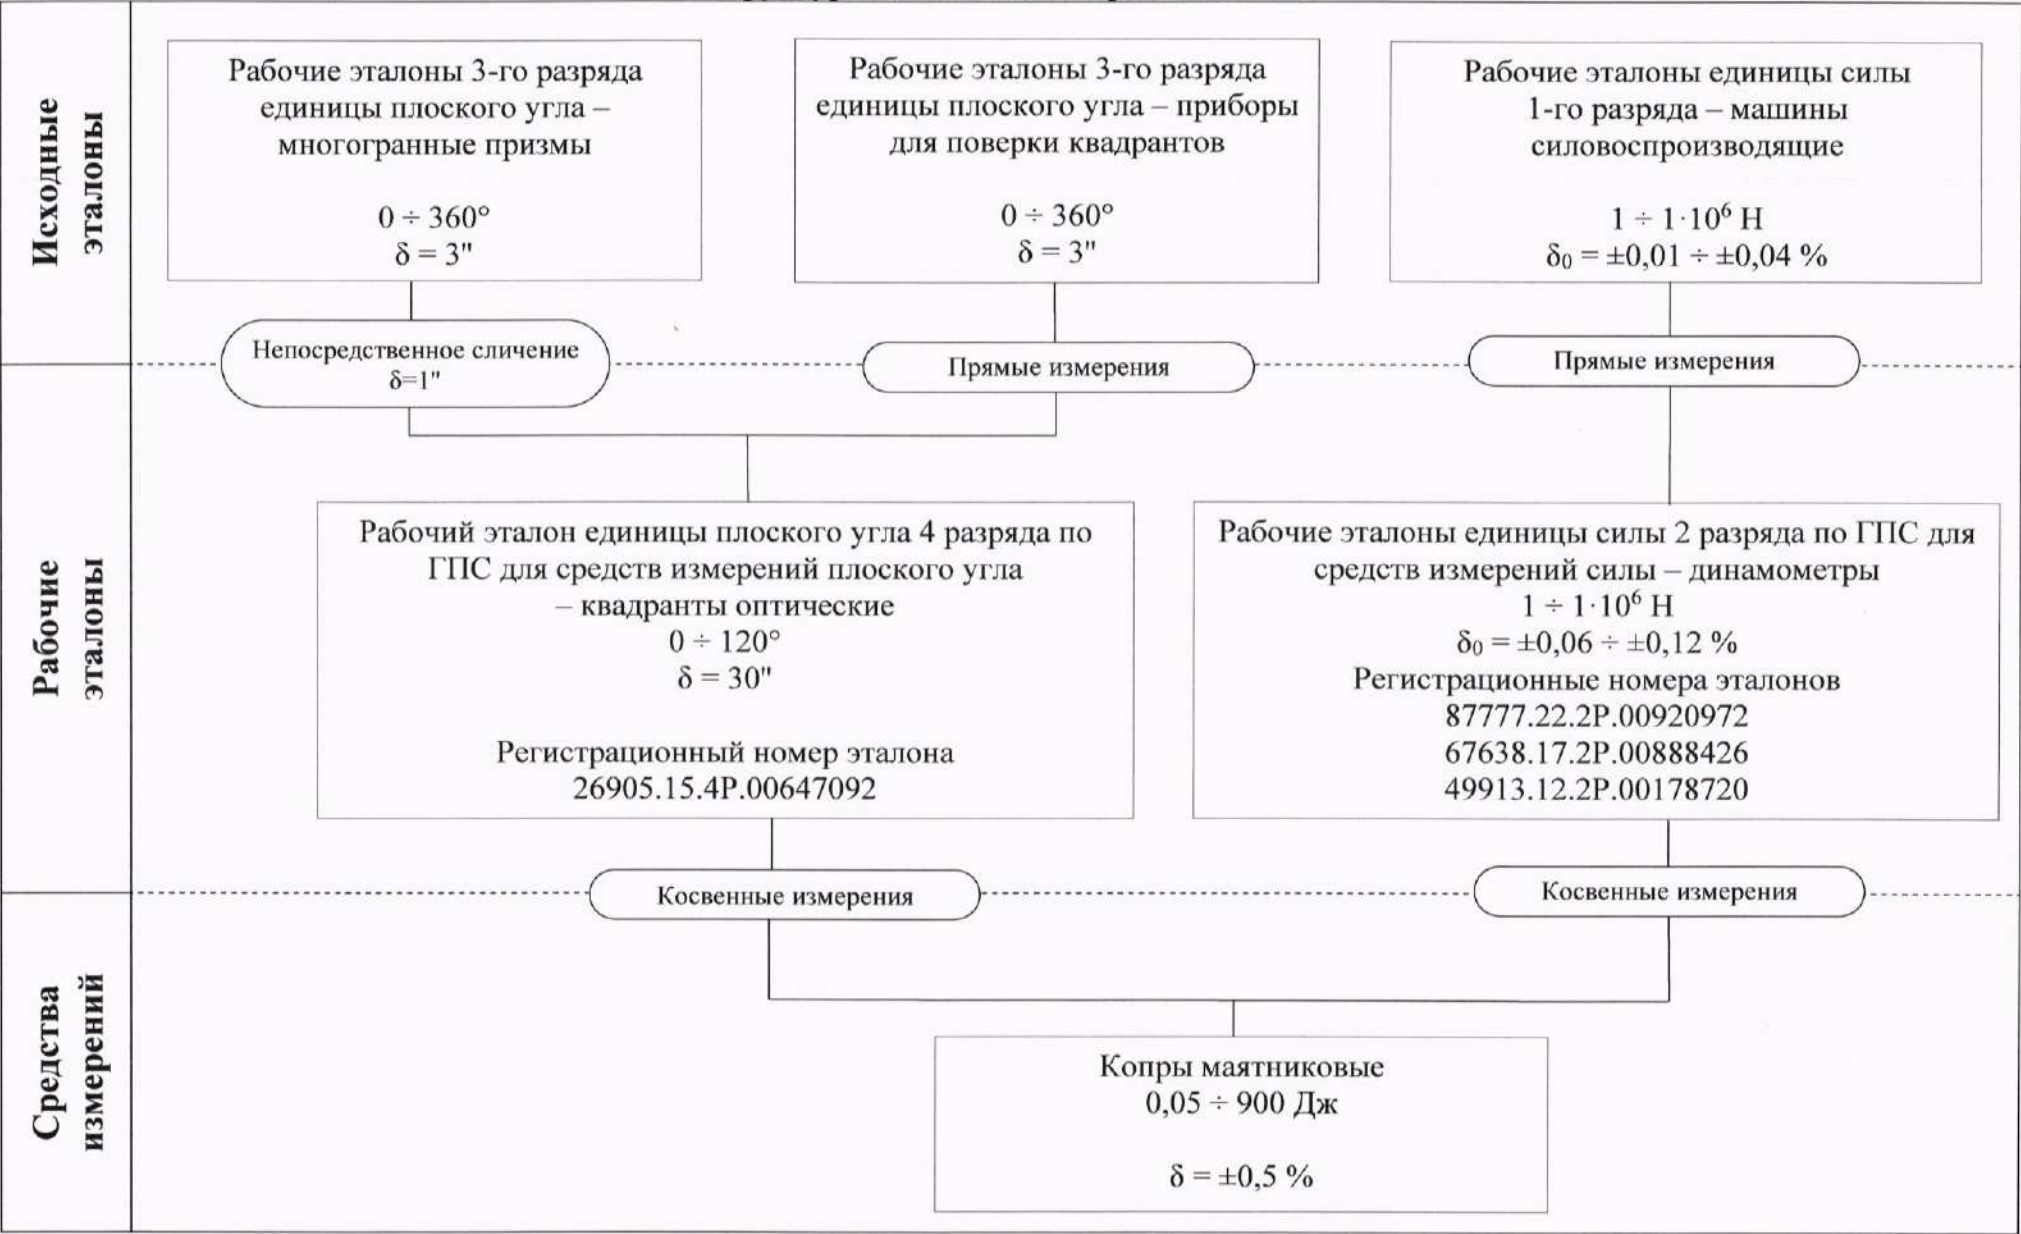 Исходные
эталоны
Рабочие эталоны 3-го разряда
единицы плоского угла –
многогранные призмы
0 ÷ 360°
δ = 3"
Рабочие эталоны 3-го разряда
единицы плоского угла – приборы
для поверки квадрантов
0 ÷ 360°
δ = 3"
Рабочие эталоны единицы силы
1-го разряда – машины
силовоспроизводящие
1 ÷ 1·10⁶ Н
δ₀ = ±0,01 ÷ ±0,04 %
Непосредственное сличение
δ=1"
Прямые измерения
Прямые измерения
Рабочие
эталоны
Рабочий эталон единицы плоского угла 4 разряда по
ГПС для средств измерений плоского угла
– квадранты оптические
0 ÷ 120°
δ = 30"
Регистрационный номер эталона
26905.15.4Р.00647092
Рабочие эталоны единицы силы 2 разряда по ГПС для
средств измерений силы – динамометры
1 ÷ 1·10⁶ Н
δ₀ = ±0,06 ÷ ±0,12 %
Регистрационные номера эталонов
87777.22.2Р.00920972
67638.17.2Р.00888426
49913.12.2Р.00178720
Косвенные измерения
Косвенные измерения
Средства
измерений
Копры маятниковые
0,05 ÷ 900 Дж
δ = ±0,5 %